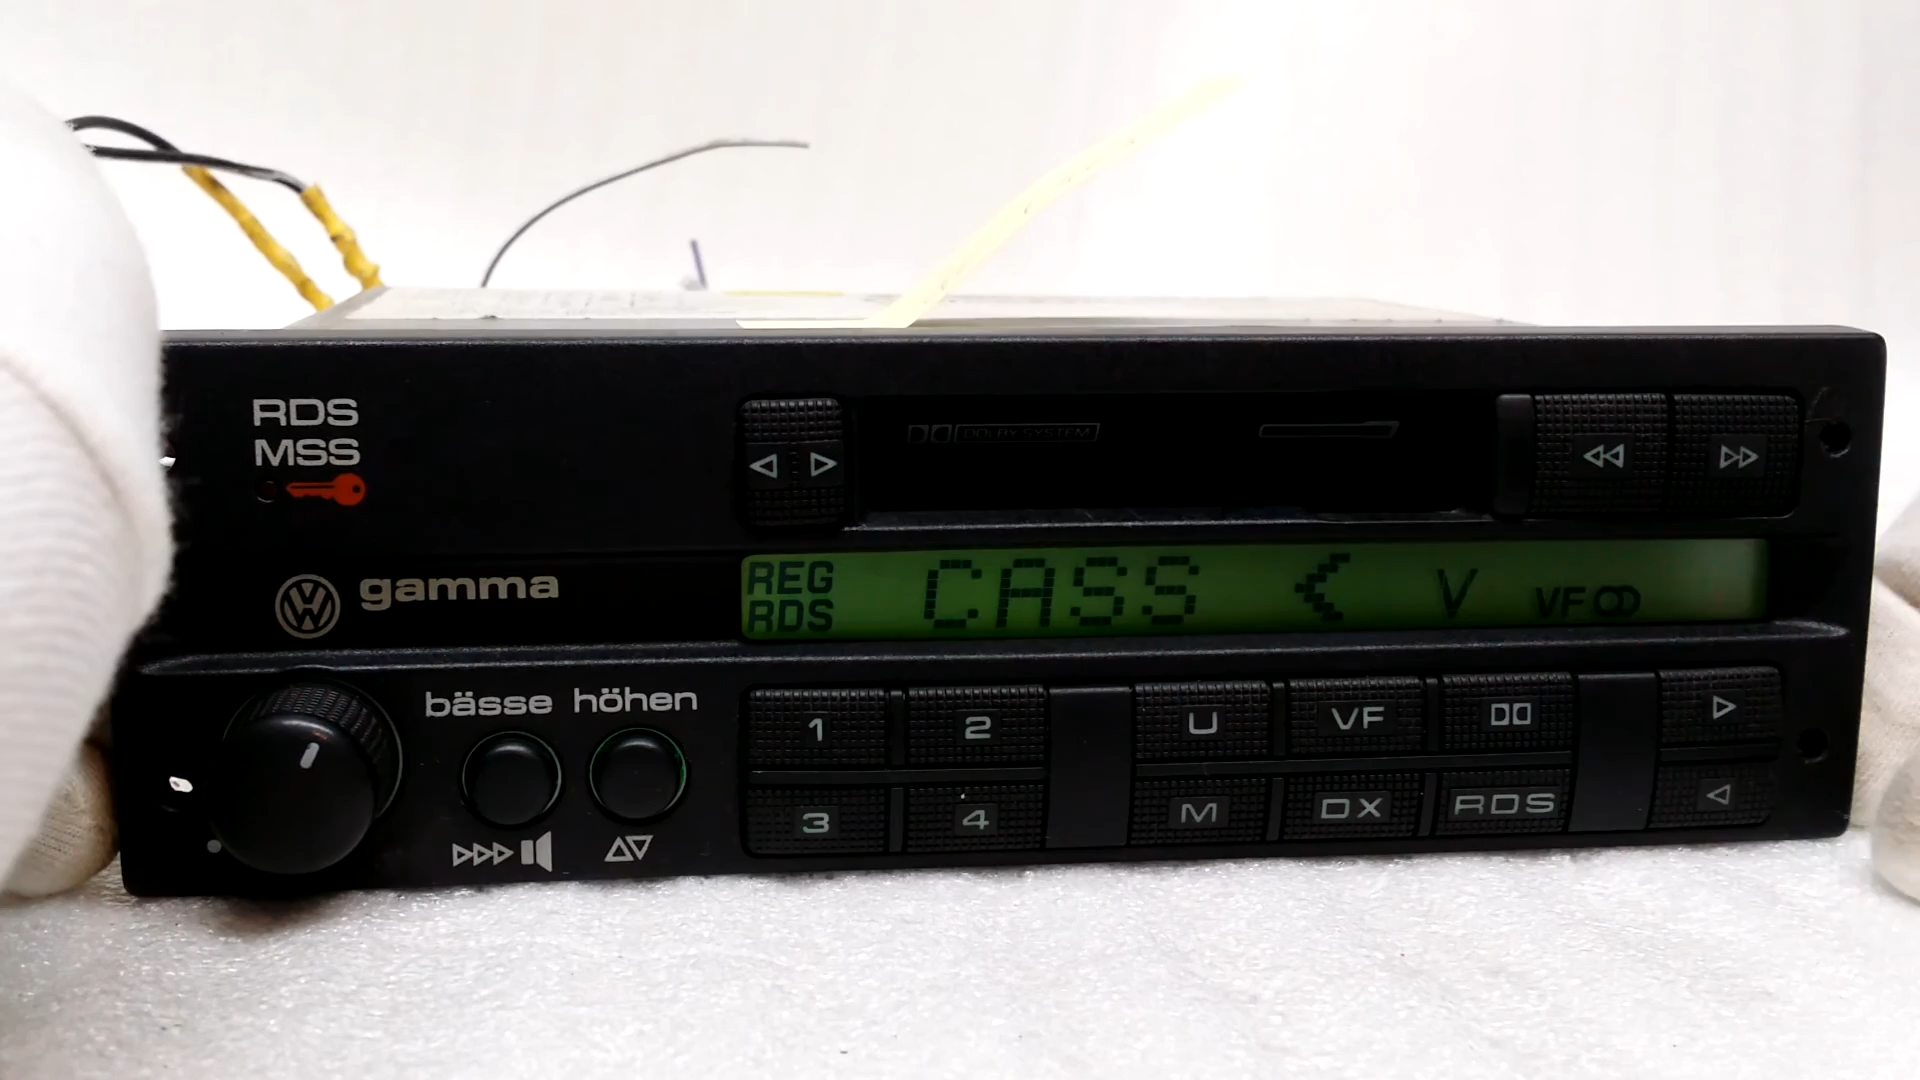 RDS
MSS
DOLBY SYSTEM
gamma
REG
RDS
CASS < V VF
bässe höhen
1 2 U VF
3 4 M DX RDS